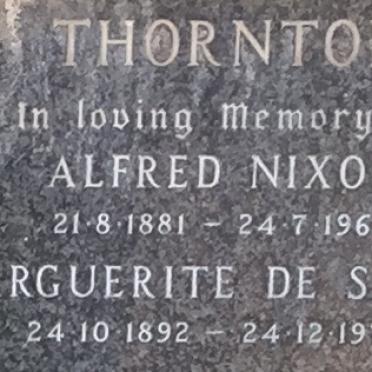 THORNTO
In loving Memory
ALFRED NIXO
21·8·1881 – 24·7·196
RGUERITE DE S
24·10·1892 – 24·12·19